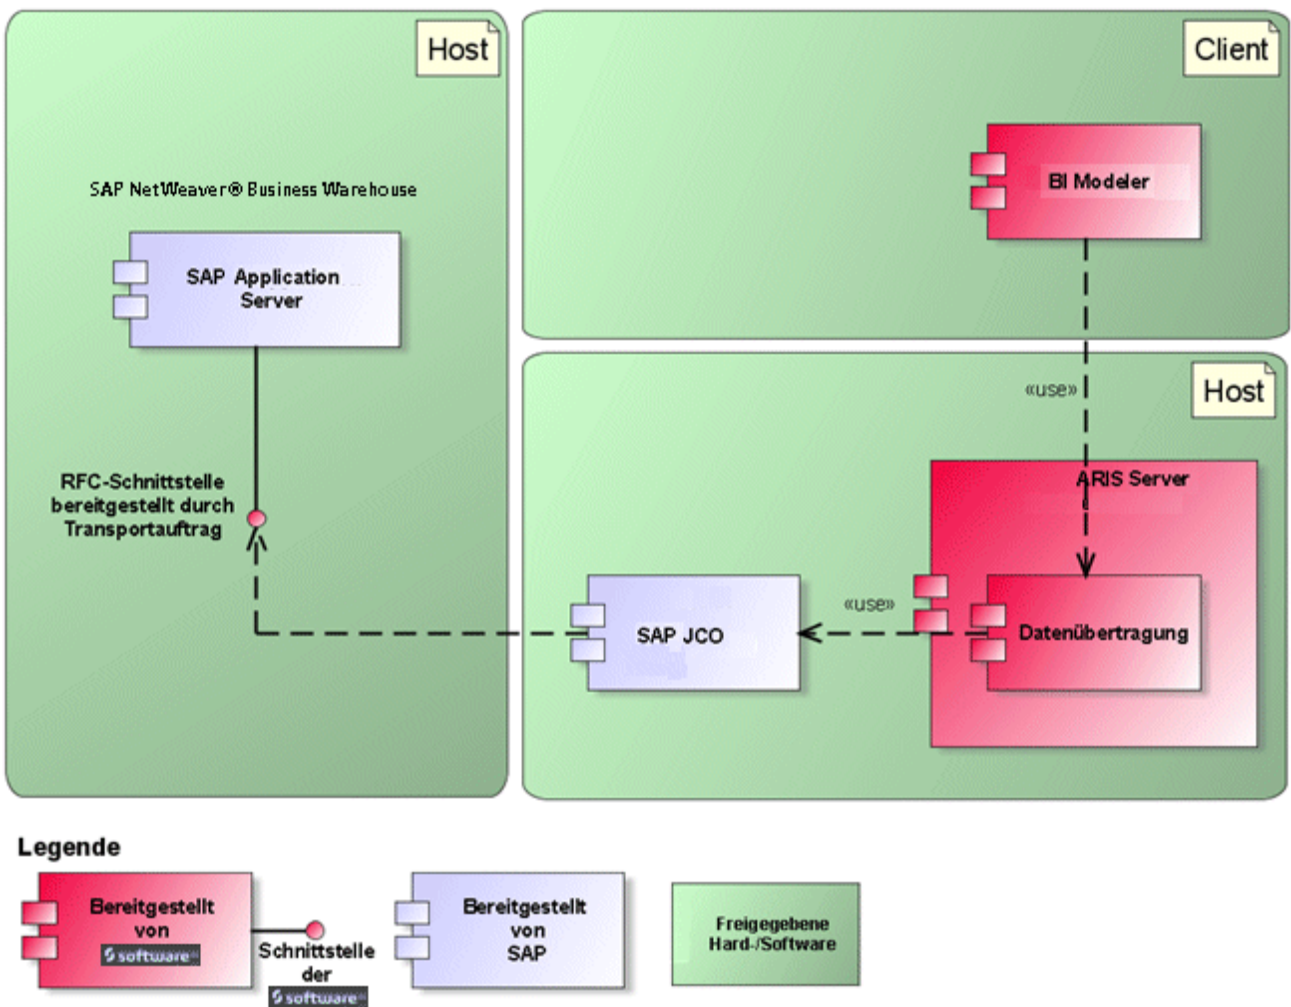 Host
SAP NetWeaver® Business Warehouse
SAP Application
Server
RFC-Schnittstelle
bereitgestellt durch
Transportauftrag
Client
BI Modeler
«use»
Host
ARIS Server
Datenübertragung
«use»
SAP JCO
Legende
Bereitgestellt
von
software
Schnittstelle
der
software
Bereitgestellt
von
SAP
Freigegebene
Hard-/Software